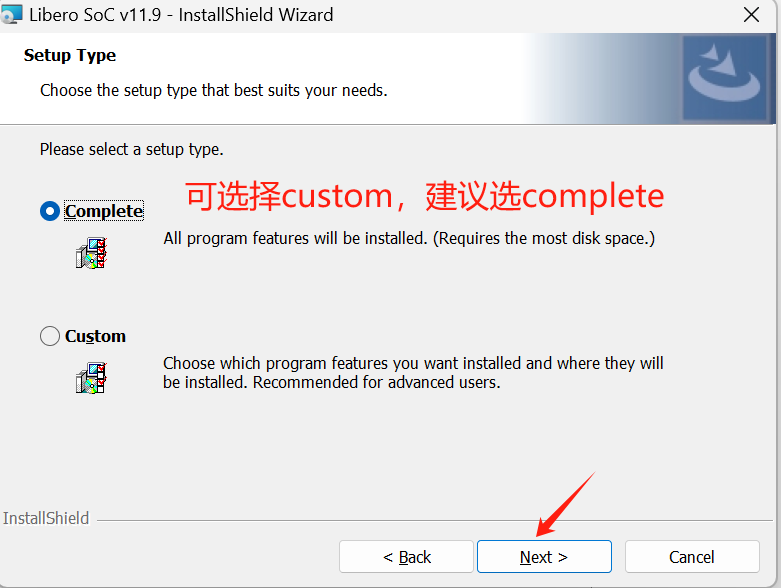 Libero SoC v11.9 - InstallShield Wizard
Setup Type
Choose the setup type that best suits your needs.
Please select a setup type.
可选择custom，建议选complete
Complete
All program features will be installed. (Requires the most disk space.)
Custom
Choose which program features you want installed and where they will
be installed. Recommended for advanced users.
InstallShield
< Back
Next >
Cancel